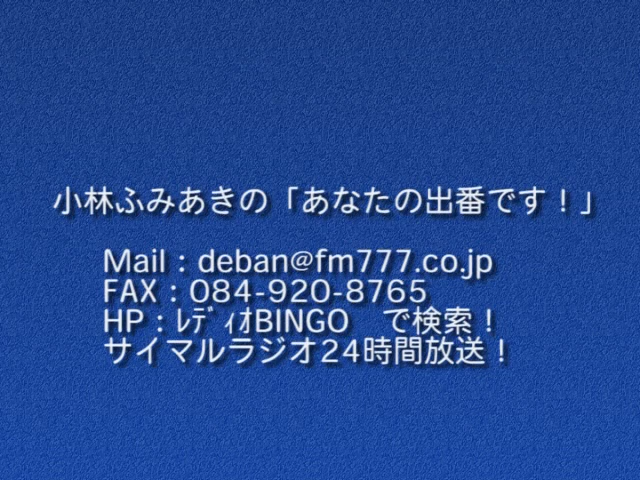 小林ふみあきの「あなたの出番です！」
Mail：deban@fm777.co.jp
FAX：084-920-8765
HP：ﾚﾃﾞｨｵBINGO　で検索！
サイマルラジオ24時間放送！